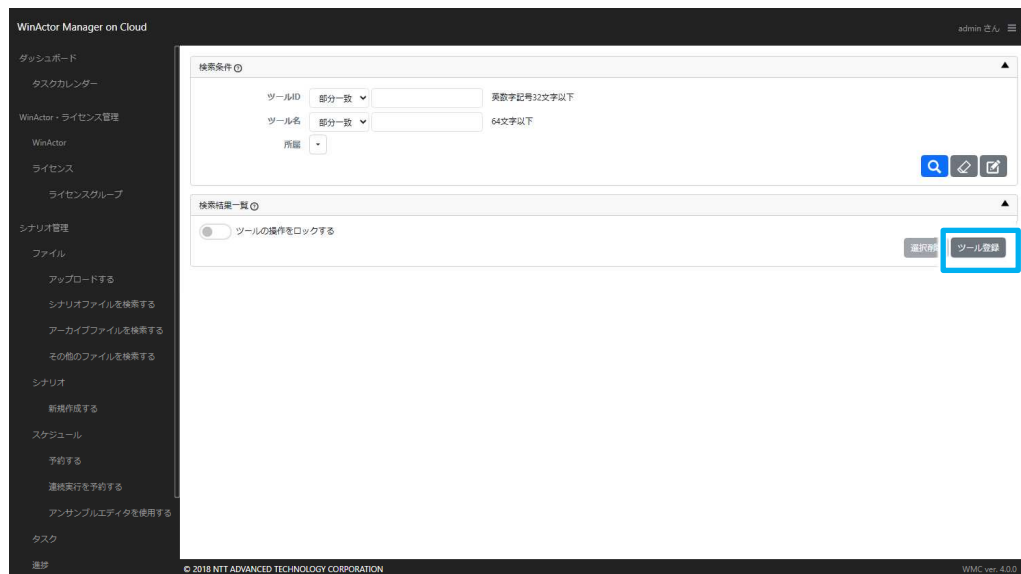 WinActor Manager on Cloud
admin さん
ダッシュボード
タスクカレンダー
WinActor・ライセンス管理
WinActor
ライセンス
ライセンスグループ
シナリオ管理
ファイル
アップロードする
シナリオファイルを検索する
アーカイブファイルを検索する
その他のファイルを検索する
シナリオ
新規作成する
スケジュール
予約する
連続実行を予約する
アンサンブルエディタを使用する
タスク
進捗
検索条件
ツールID 部分一致 英数字記号32文字以下
ツール名 部分一致 64文字以下
所属
検索結果一覧
ツールの操作をロックする
選択削 ツール登録
© 2018 NTT ADVANCED TECHNOLOGY CORPORATION
WMC ver. 4.0.0